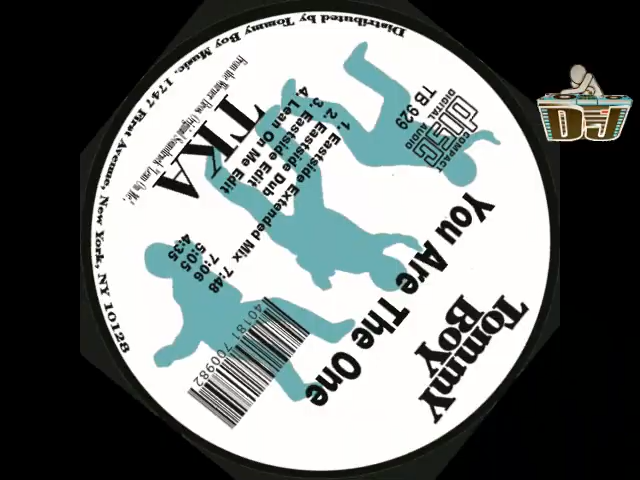 Distributed by Tommy Boy Music. 1747 First Avenue, New York, NY 10128
TKA
From the Warner Bros. Original Soundtrack "Lean On Me."
1. Eastside Extended Mix 7:48
2. Eastside Edit
3. Eastside Dub 7:06
4. Lean On Me Edit
5:05
4:35
COMPACT
disc
DIGITAL AUDIO
TB 929
You Are The One
Tommy
Boy
40181 700982
DJ